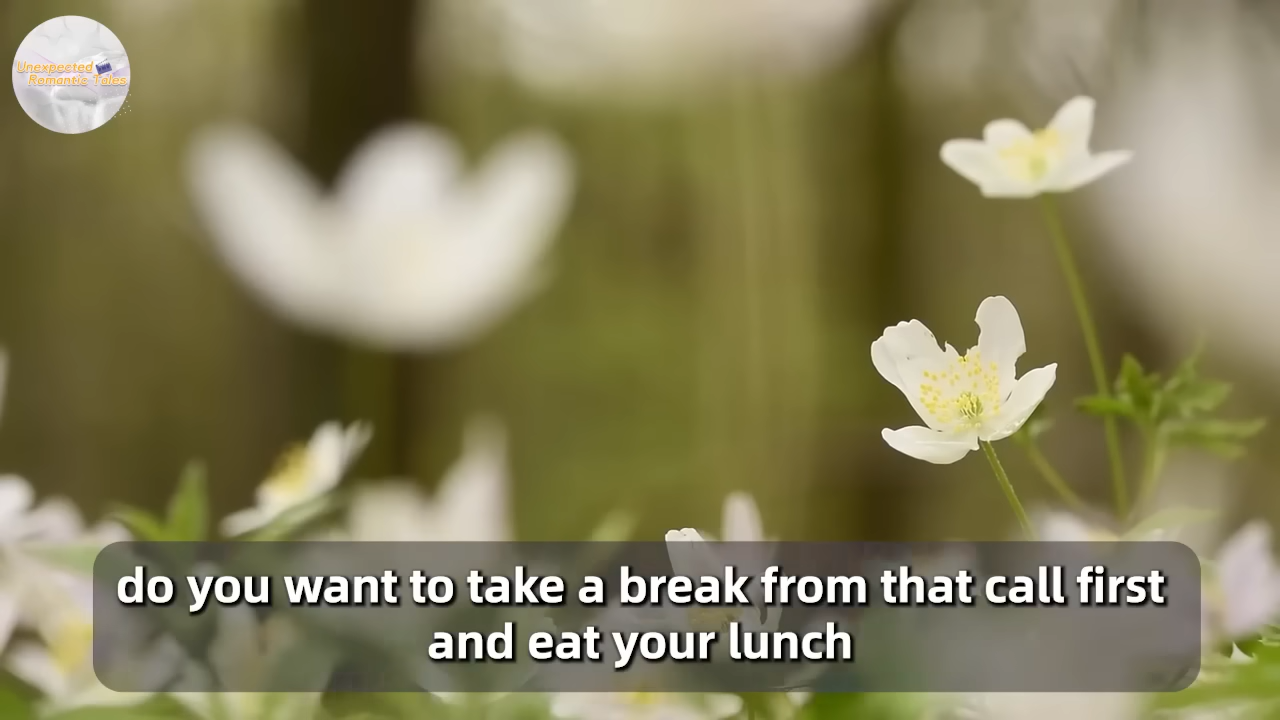 Unexpected
Romantic Tales
do you want to take a break from that call first
and eat your lunch